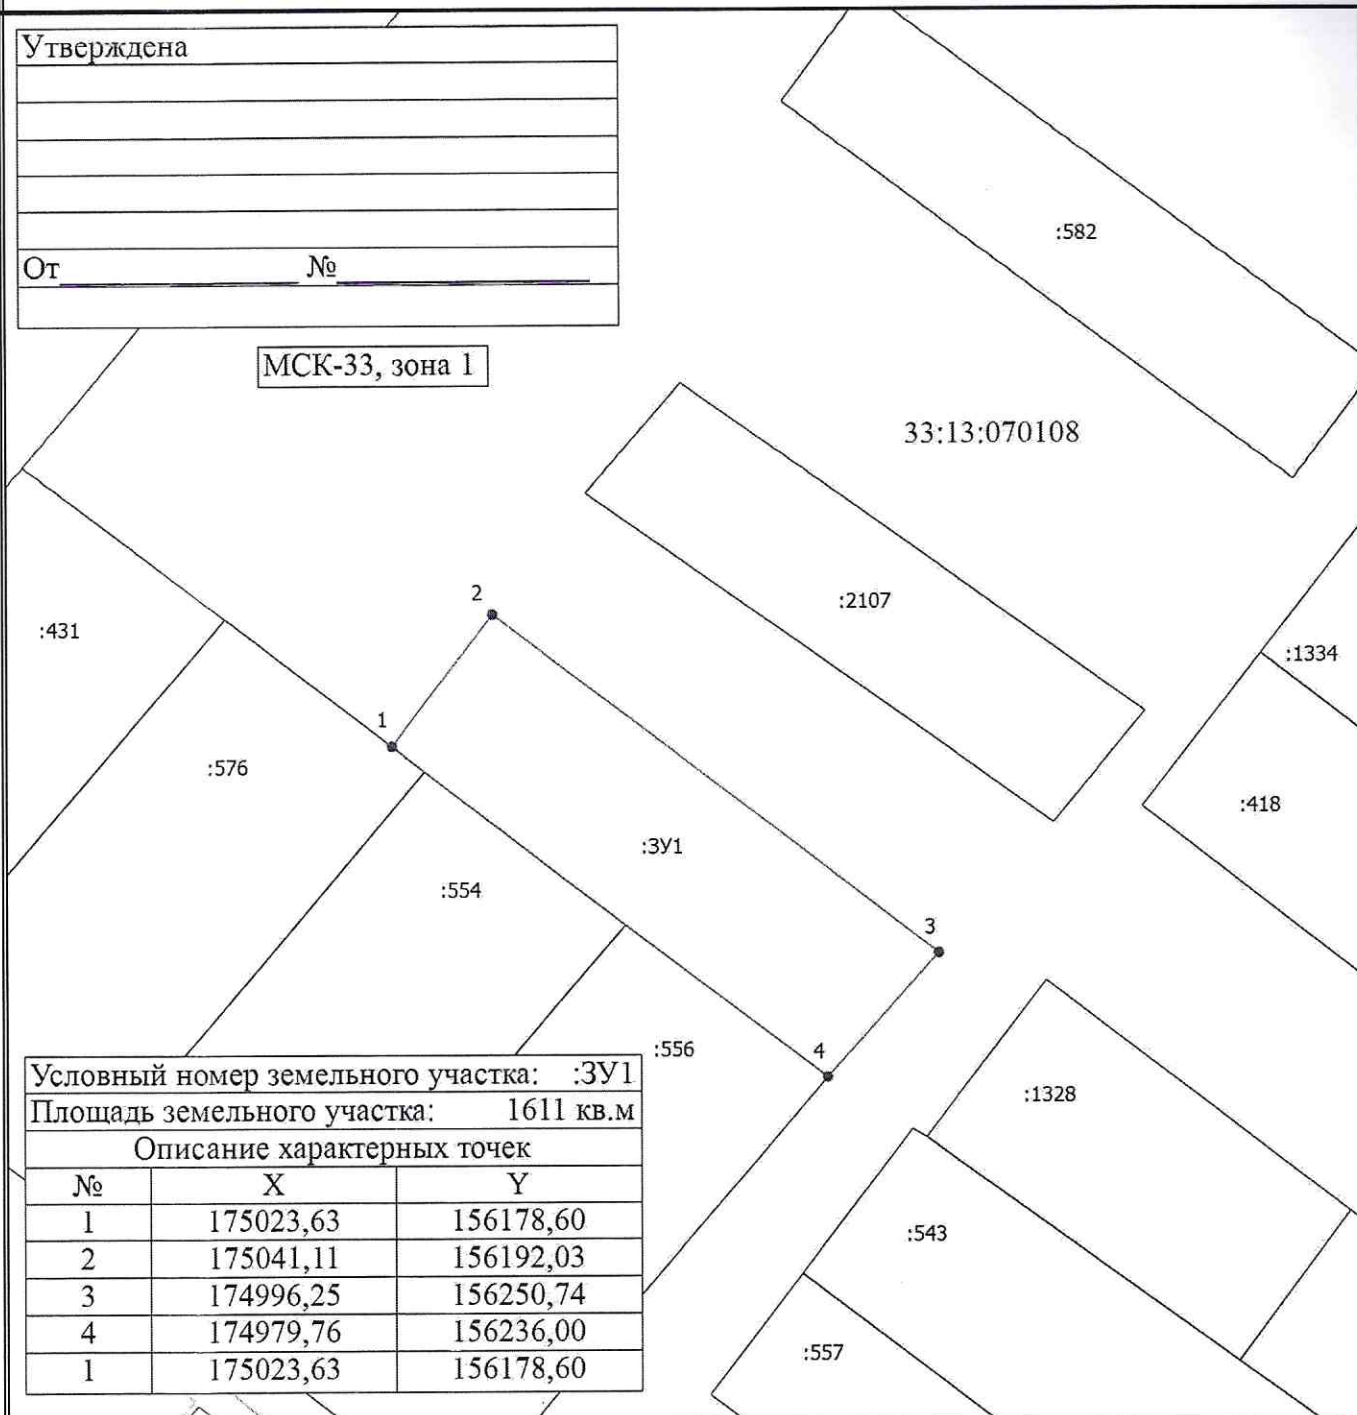 Утверждена
От № 
МСК-33, зона 1
:582
33:13:070108
:2107
2
:431
:1334
1
:576
:418
:ЗУ1
:554
3
4
:556
:1328
:543
:557
Условный номер земельного участка: :ЗУ1
Площадь земельного участка: 1611 кв.м
Описание характерных точек
№ X Y
1 175023,63 156178,60
2 175041,11 156192,03
3 174996,25 156250,74
4 174979,76 156236,00
1 175023,63 156178,60